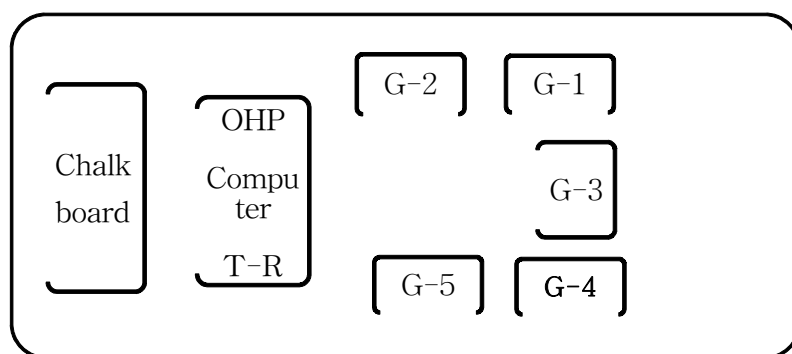 Chalk
board
OHP
Compu
ter
T-R
G-2
G-1
G-3
G-5
G-4